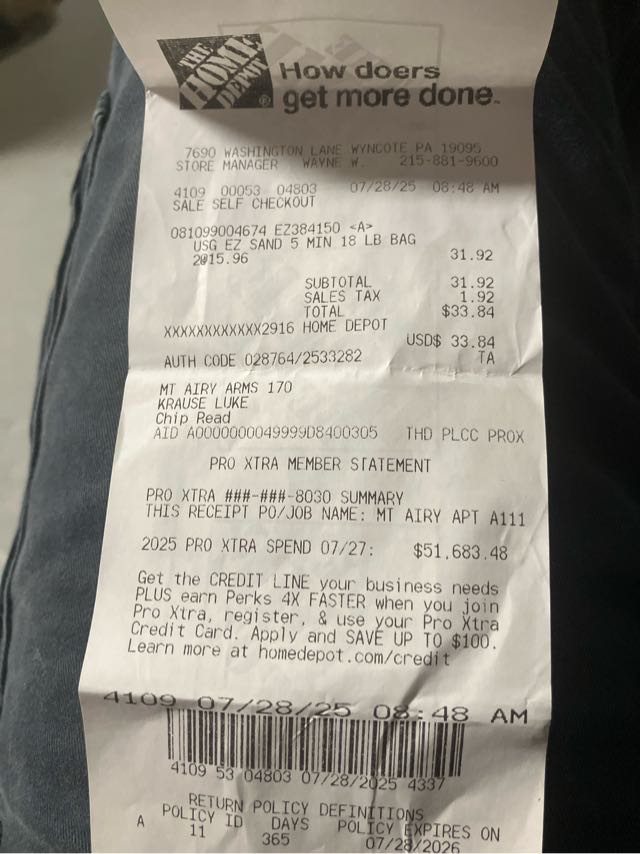 THE
HOME
DEPOT
How doers
get more done.
7690 WASHINGTON LANE WYNCOTE PA 19095
STORE MANAGER WAYNE W. 215-881-9600
4109 00053 04803 07/28/25 08:48 AM
SALE SELF CHECKOUT
081099004674 EZ384150 <A>
USG EZ SAND 5 MIN 18 LB BAG
2@15.96 31.92
SUBTOTAL 31.92
SALES TAX 1.92
TOTAL $33.84
XXXXXXXXXXXX2916 HOME DEPOT
USD$ 33.84
AUTH CODE 028764/2533282 TA
MT AIRY ARMS 170
KRAUSE LUKE
Chip Read
AID A0000000049999D8400305 THD PLCC PROX
PRO XTRA MEMBER STATEMENT
PRO XTRA ###-###-8030 SUMMARY
THIS RECEIPT PO/JOB NAME: MT AIRY APT A111
2025 PRO XTRA SPEND 07/27: $51,683.48
Get the CREDIT LINE your business needs
PLUS earn Perks 4X FASTER when you join
Pro Xtra, register, & use your Pro Xtra
Credit Card. Apply and SAVE UP TO $100.
Learn more at homedepot.com/credit
4109 07/28/25 08:48 AM
4109 53 04803 07/28/2025 4337
RETURN POLICY DEFINITIONS
POLICY ID DAYS POLICY EXPIRES ON
A 11 365 07/28/2026